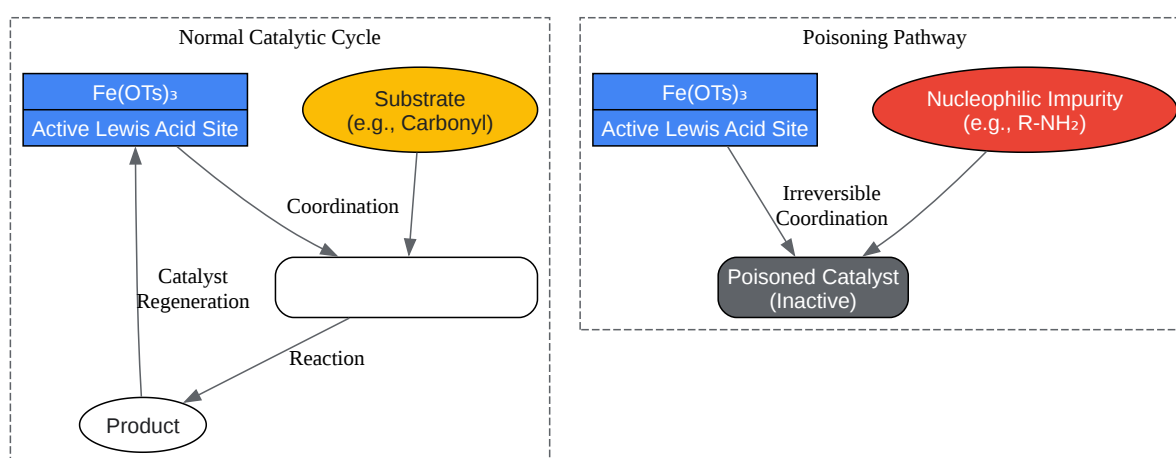 Normal Catalytic Cycle
Fe(OTs)₃
Active Lewis Acid Site
Substrate
(e.g., Carbonyl)
Coordination
Catalyst
Regeneration
Reaction
Product
Poisoning Pathway
Fe(OTs)₃
Active Lewis Acid Site
Nucleophilic Impurity
(e.g., R-NH₂)
Irreversible
Coordination
Poisoned Catalyst
(Inactive)